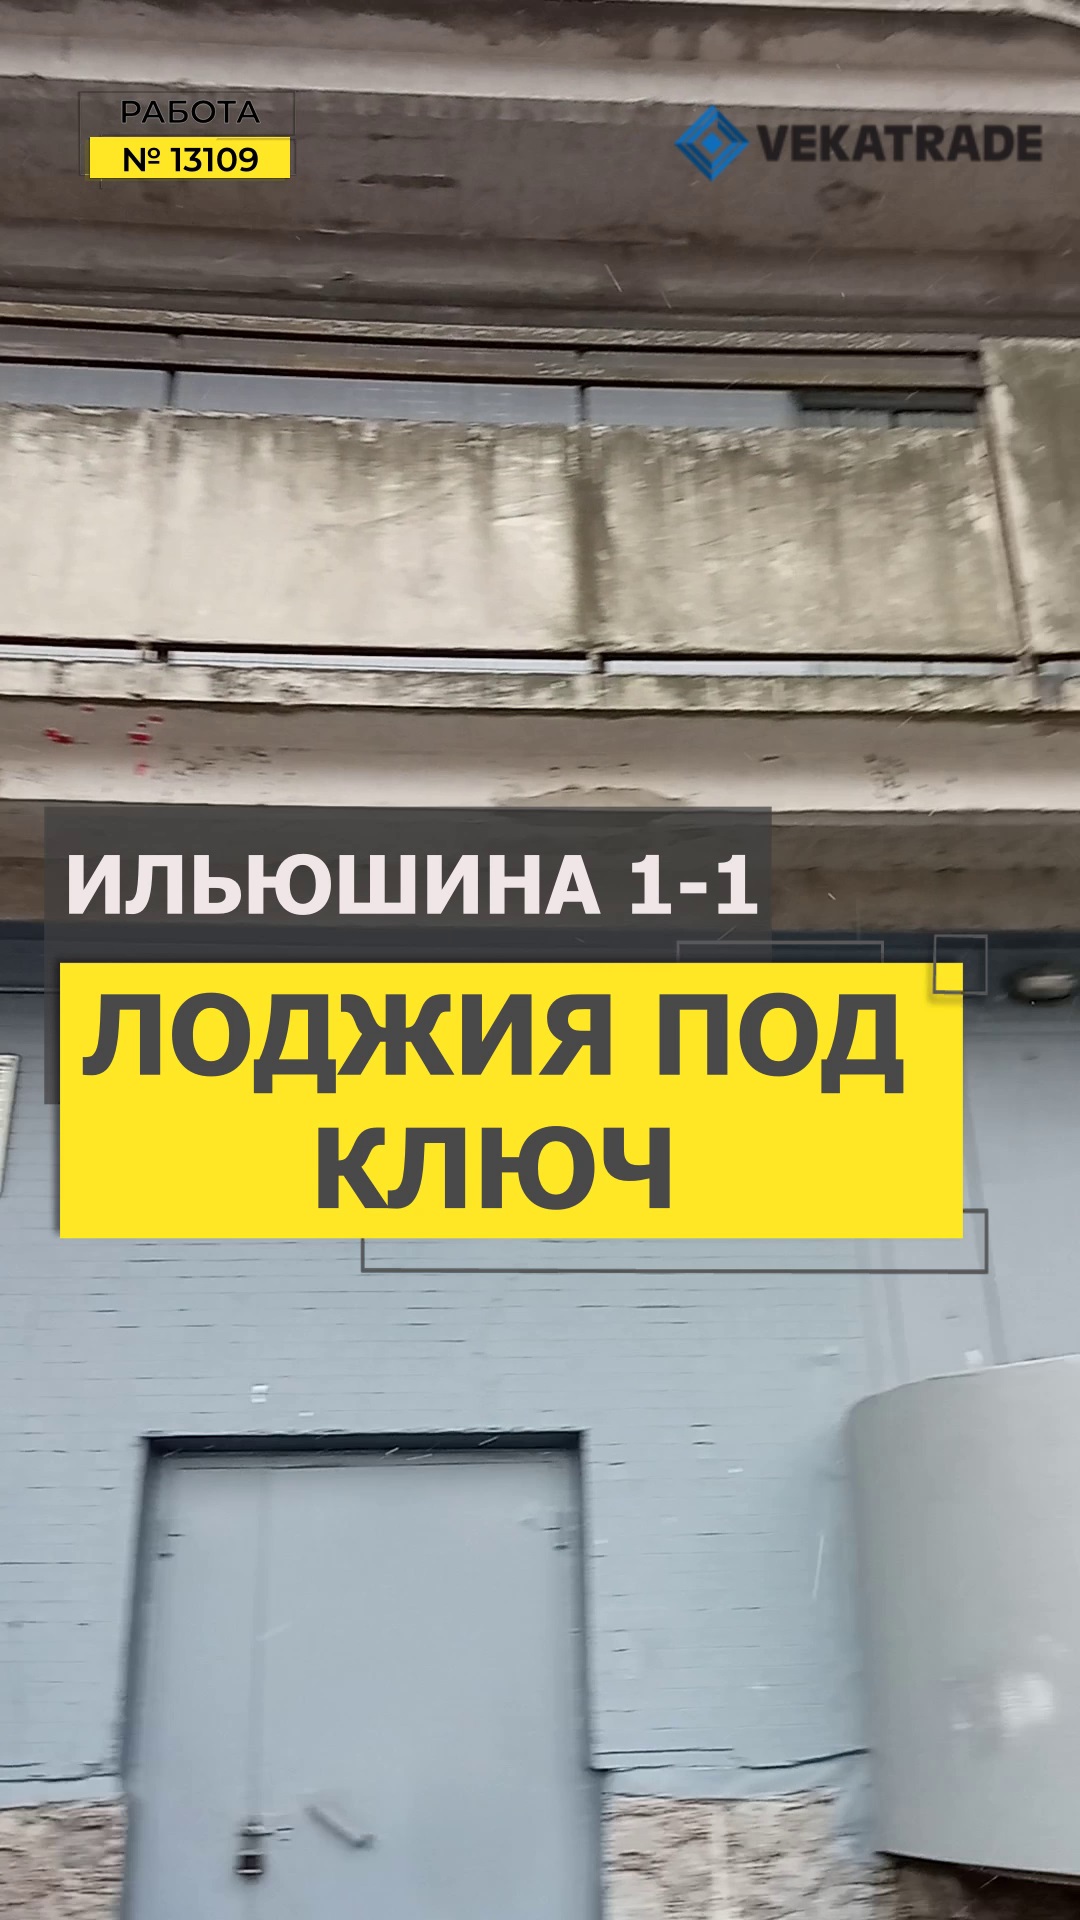 РАБОТА
№ 13109
VEKATRADE
ИЛЬЮШИНА 1-1
ЛОДЖИЯ ПОД
КЛЮЧ